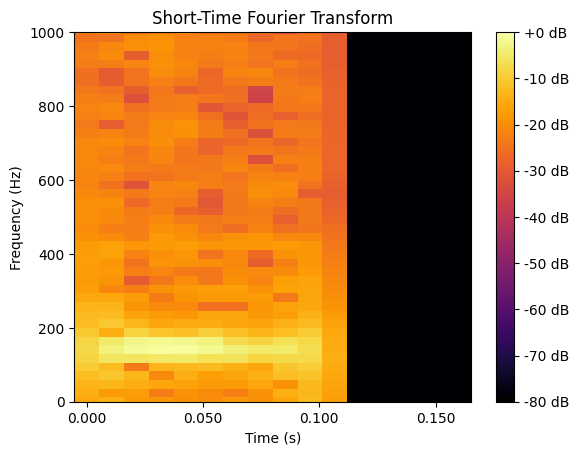 Short-Time Fourier Transform
Frequency (Hz)
1000
800
600
400
200
0
0.000
0.050
0.100
0.150
Time (s)
+0 dB
-10 dB
-20 dB
-30 dB
-40 dB
-50 dB
-60 dB
-70 dB
-80 dB